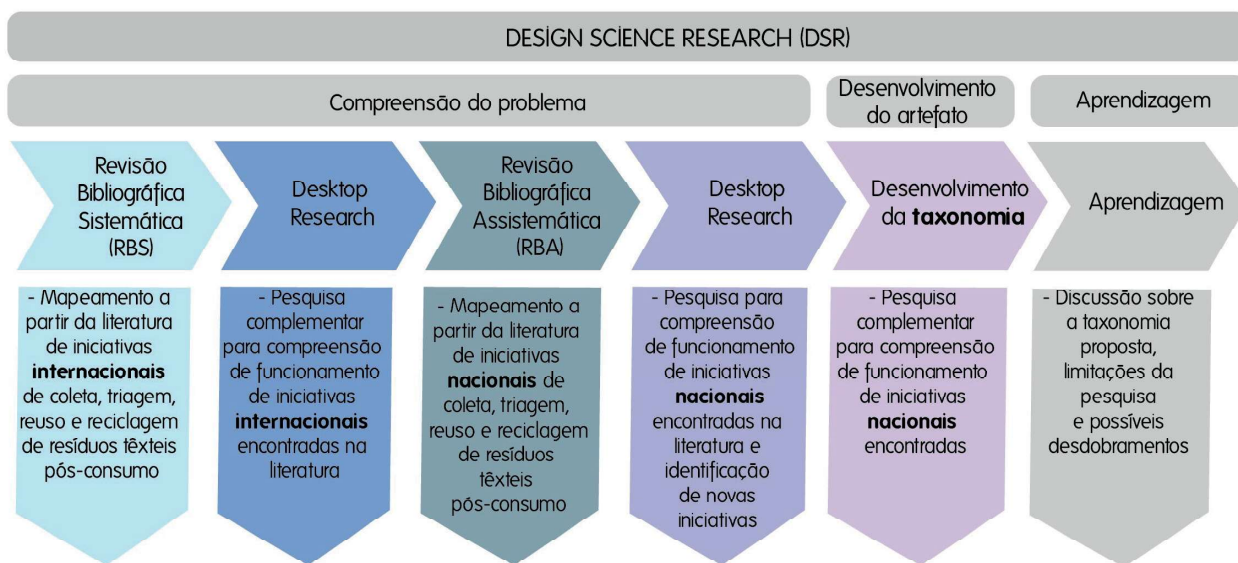 DESIGN SCIENCE RESEARCH (DSR)
Compreensão do problema
Desenvolvimento
do artefato
Aprendizagem
Revisão
Bibliográfica
Sistemática
(RBS)
Desktop
Research
Revisão
Bibliográfica
Assistemática
(RBA)
Desktop
Research
Desenvolvimento
da taxonomia
Aprendizagem
- Mapeamento a
partir da literatura
de iniciativas
internacionais
de coleta, triagem,
reuso e reciclagem
de resíduos têxteis
pós-consumo
- Pesquisa
complementar
para compreensão
de funcionamento
de iniciativas
internacionais
encontradas na
literatura
- Mapeamento a
partir da literatura
de iniciativas
nacionais de
coleta, triagem,
reuso e reciclagem
de resíduos
têxteis
pós-consumo
- Pesquisa para
compreensão
de funcionamento
de iniciativas
nacionais
encontradas na
literatura e
identificação
de novas
iniciativas
- Pesquisa
complementar
para compreensão
de funcionamento
de iniciativas
nacionais
encontradas
- Discussão sobre
a taxonomia
proposta,
limitações da
pesquisa
e possíveis
desdobramentos